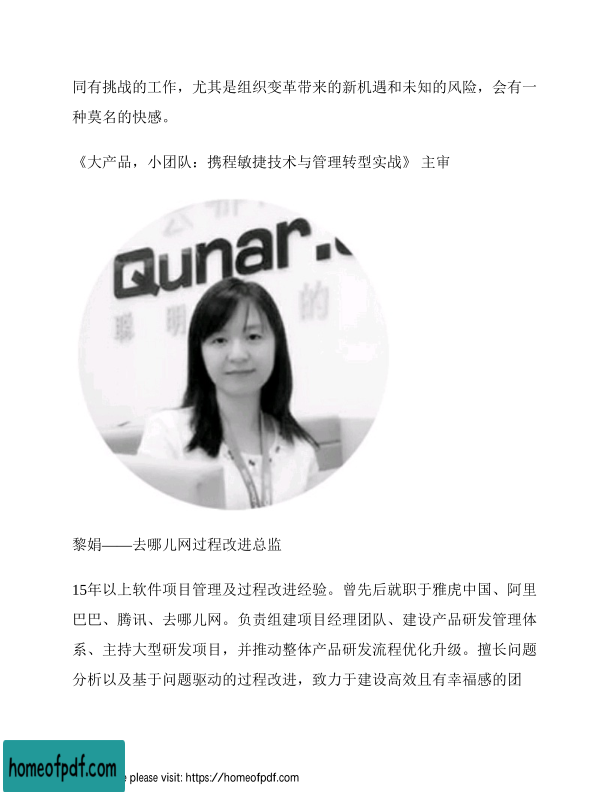 同有挑战的工作，尤其是组织变革带来的新机遇和未知的风险，会有一
种莫名的快感。
《大产品，小团队：携程敏捷技术与管理转型实战》 主审
Qunar.
聪 明 的
黎娟——去哪儿网过程改进总监
15年以上软件项目管理及过程改进经验。曾先后就职于雅虎中国、阿里
巴巴、腾讯、去哪儿网。负责组建项目经理团队、建设产品研发管理体
系、主持大型研发项目，并推动整体产品研发流程优化升级。擅长问题
分析以及基于问题驱动的过程改进，致力于建设高效且有幸福感的团
homeofpdf.com
please visit: https://homeofpdf.com